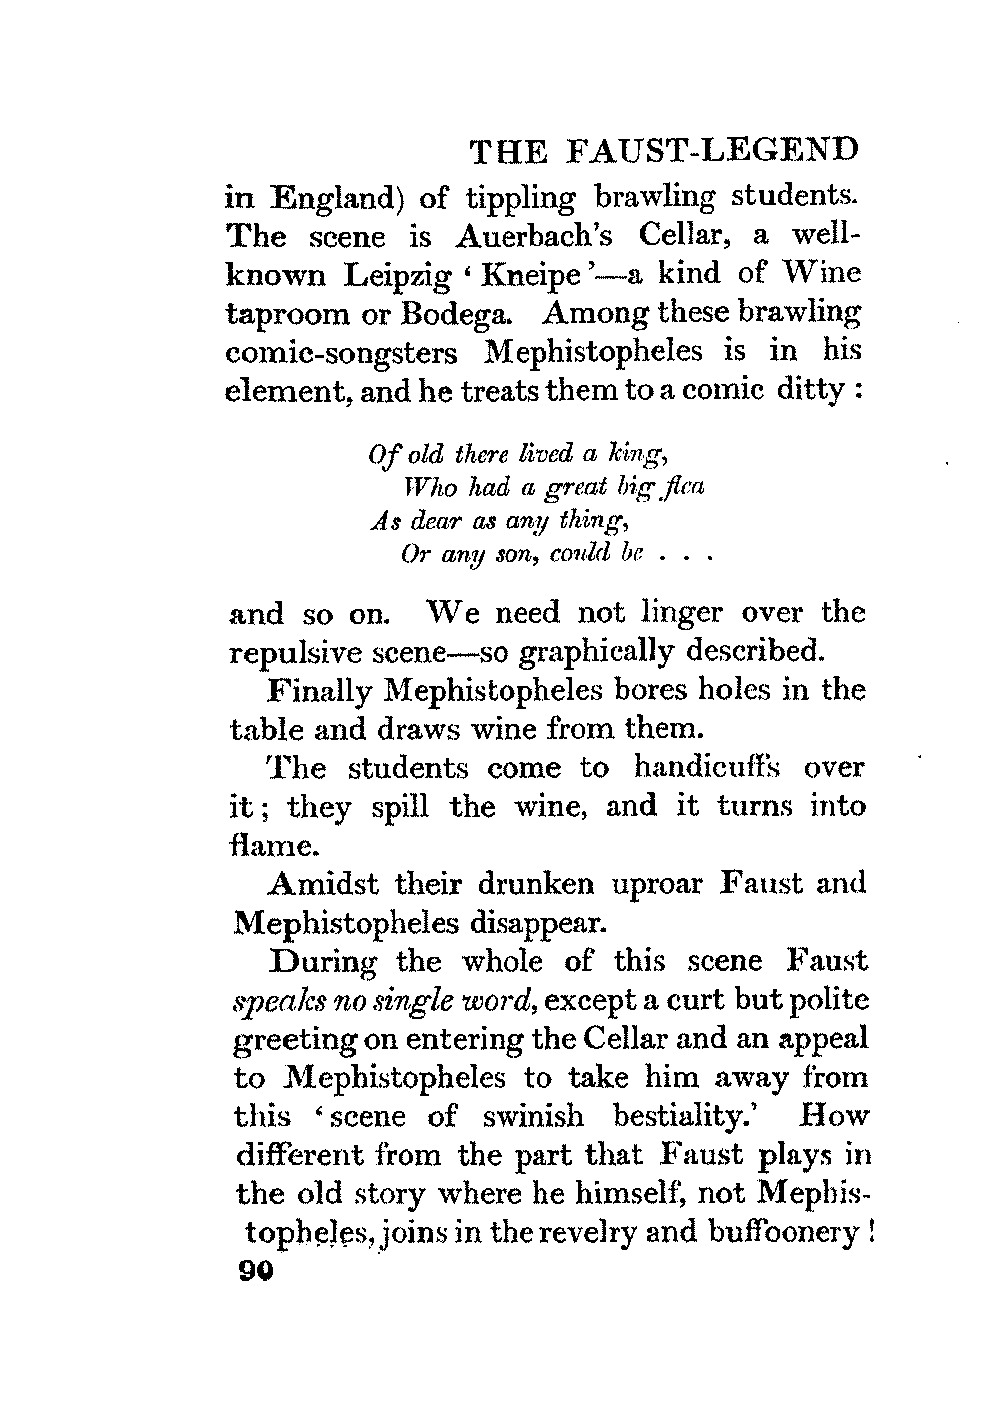 THE FAUST-LEGEND
in England) of tippling brawling students.
The scene is Auerbach's Cellar, a well-
known Leipzig ‘ Kneipe ’—a kind of Wine
taproom or Bodega. Among these brawling
comic-songsters Mephistopheles is in his
element, and he treats them to a comic ditty :
Of old there lived a king,
Who had a great big flea
As dear as any thing,
Or any son, could be . . .
and so on. We need not linger over the
repulsive scene—so graphically described.
Finally Mephistopheles bores holes in the
table and draws wine from them.
The students come to handicuffs over
it ; they spill the wine, and it turns into
flame.
Amidst their drunken uproar Faust and
Mephistopheles disappear.
During the whole of this scene Faust
speaks no single word, except a curt but polite
greeting on entering the Cellar and an appeal
to Mephistopheles to take him away from
this ‘ scene of swinish bestiality.’ How
different from the part that Faust plays in
the old story where he himself, not Mephis-
topheles, joins in the revelry and buffoonery !
90